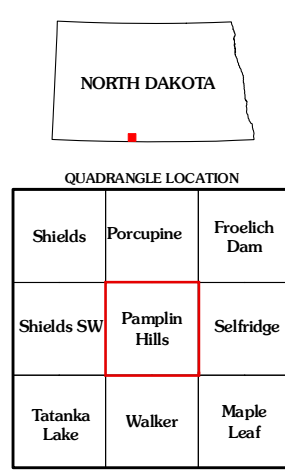 NORTH DAKOTA
QUADRANGLE LOCATION
Shields
Porcupine
Froelich
Dam
Shields SW
Pamplin
Hills
Selfridge
Tatanka
Lake
Walker
Maple
Leaf